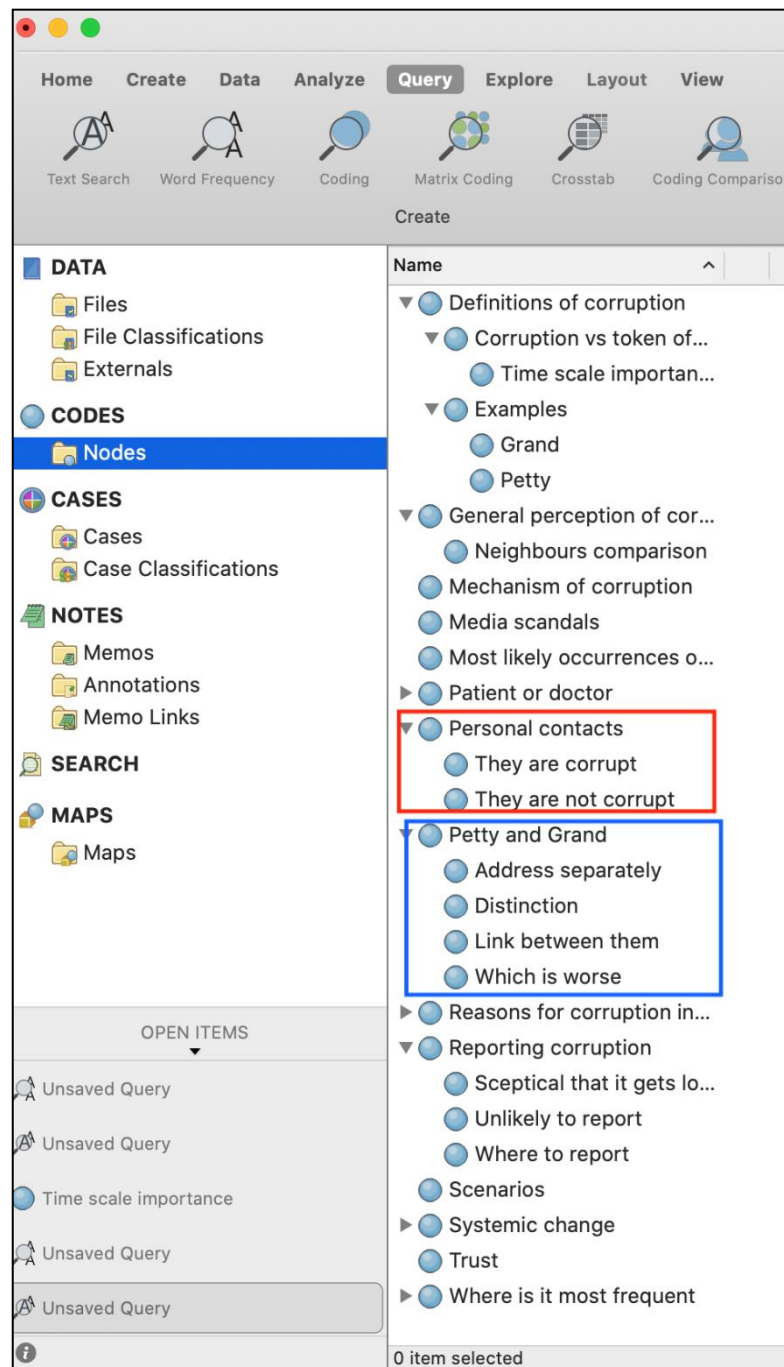 Home Create Data Analyze Query Explore Layout View
Text Search Word Frequency Coding Matrix Coding Crosstab Coding Compariso
Create
DATA
Files
File Classifications
Externals
CODES
Nodes
CASES
Cases
Case Classifications
NOTES
Memos
Annotations
Memo Links
SEARCH
MAPS
Maps
OPEN ITEMS
Unsaved Query
Unsaved Query
Time scale importance
Unsaved Query
Unsaved Query
Name
Definitions of corruption
Corruption vs token of...
Time scale importan...
Examples
Grand
Petty
General perception of cor...
Neighbours comparison
Mechanism of corruption
Media scandals
Most likely occurrences o...
Patient or doctor
Personal contacts
They are corrupt
They are not corrupt
Petty and Grand
Address separately
Distinction
Link between them
Which is worse
Reasons for corruption in...
Reporting corruption
Sceptical that it gets lo...
Unlikely to report
Where to report
Scenarios
Systemic change
Trust
Where is it most frequent
0 item selected